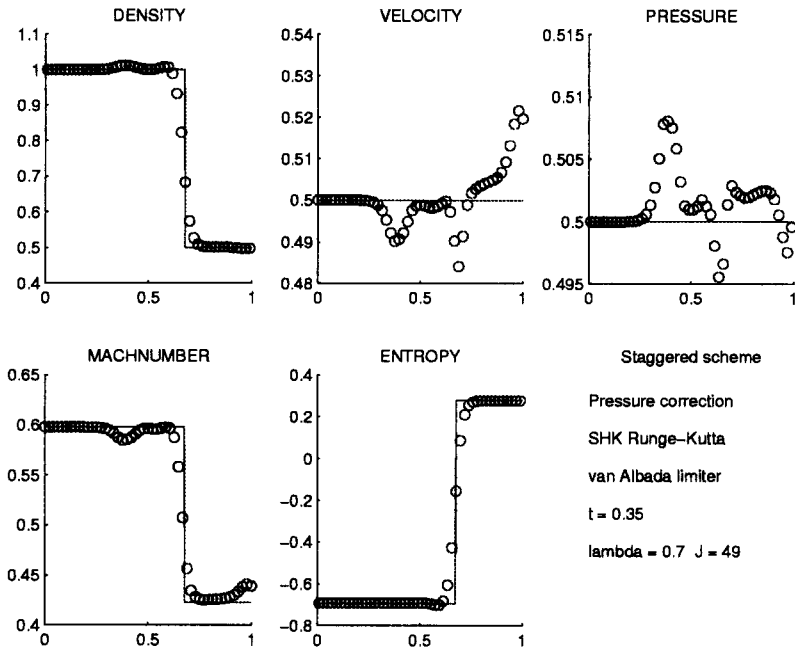 DENSITY
1.1
1
0.9
0.8
0.7
0.6
0.5
0.4
0 0.5 1
VELOCITY
0.54
0.53
0.52
0.51
0.5
0.49
0.48
0 0.5 1
PRESSURE
0.515
0.51
0.505
0.5
0.495
0 0.5 1
MACHNUMBER
0.65
0.6
0.55
0.5
0.45
0.4
0 0.5 1
ENTROPY
0.4
0.2
0
−0.2
−0.4
−0.6
−0.8
0 0.5 1
Staggered scheme
Pressure correction
SHK Runge−Kutta
van Albada limiter
t = 0.35
lambda = 0.7 J = 49